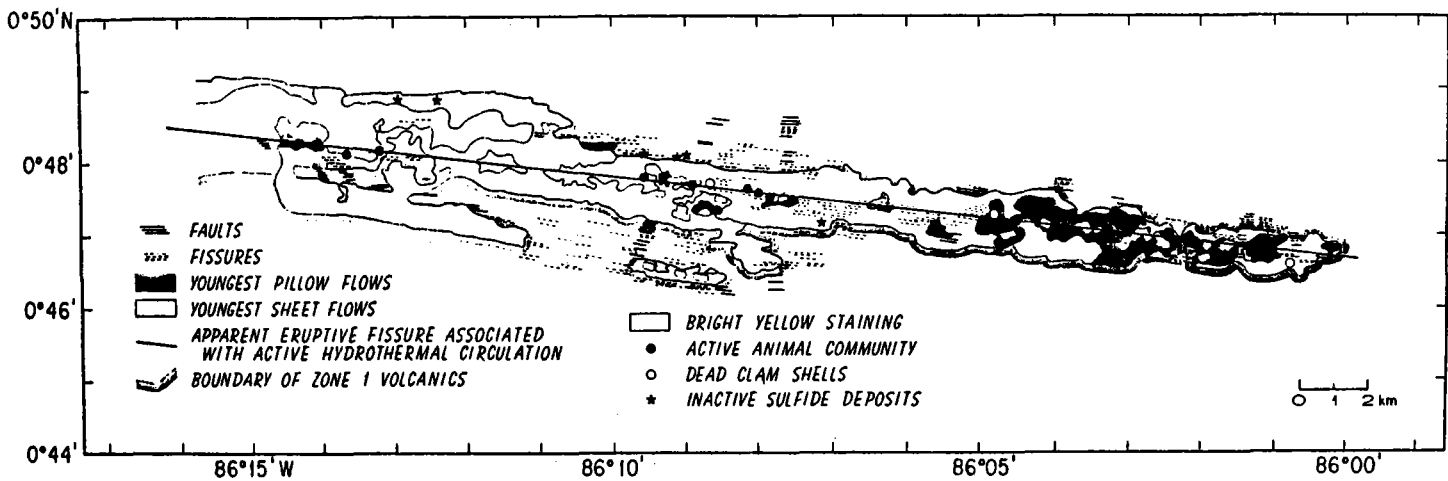 0°50'N
0°48'
0°46'
0°44'
86°15'W
86°10'
86°05'
86°00'
FAULTS
FISSURES
YOUNGEST PILLOW FLOWS
YOUNGEST SHEET FLOWS
APPARENT ERUPTIVE FISSURE ASSOCIATED
WITH ACTIVE HYDROTHERMAL CIRCULATION
BOUNDARY OF ZONE 1 VOLCANICS
BRIGHT YELLOW STAINING
ACTIVE ANIMAL COMMUNITY
DEAD CLAM SHELLS
INACTIVE SULFIDE DEPOSITS
0 1 2 km